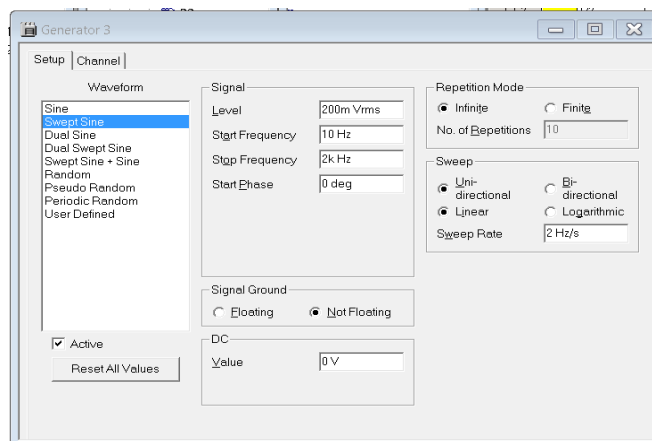 Generator 3
Setup
Channel
Waveform
Sine
Swept Sine
Dual Sine
Dual Swept Sine
Swept Sine + Sine
Random
Pseudo Random
Periodic Random
User Defined
Active
Reset All Values
Signal
Level
200m Vrms
Start Frequency
10 Hz
Stop Frequency
2k Hz
Start Phase
0 deg
Signal Ground
Floating
Not Floating
DC
Value
0 V
Repetition Mode
Infinite
Finite
No. of Repetitions
10
Sweep
Uni-
directional
Bi-
directional
Linear
Logarithmic
Sweep Rate
2 Hz/s